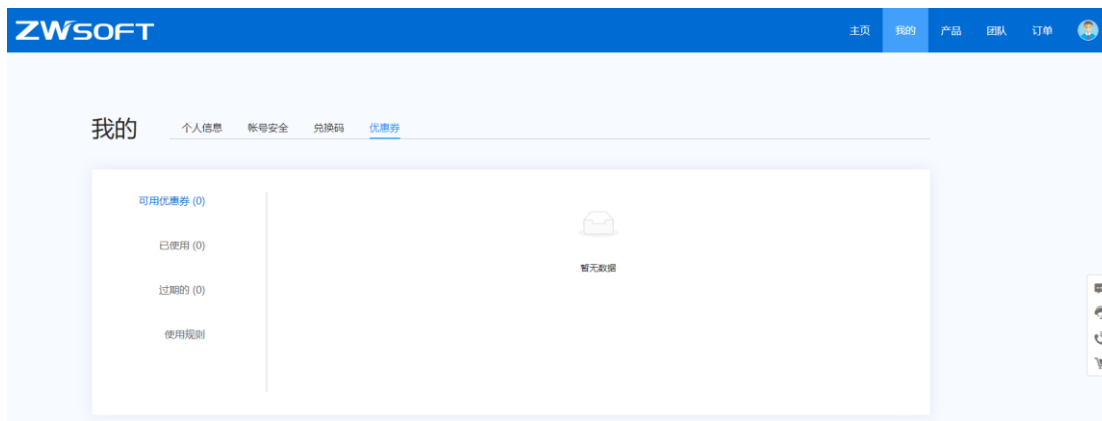 ZWSOFT
主页 我的 产品 团队 订单
我的 个人信息 帐号安全 兑换码 优惠券
可用优惠券 (0)
已使用 (0)
过期的 (0)
使用规则
暂无数据